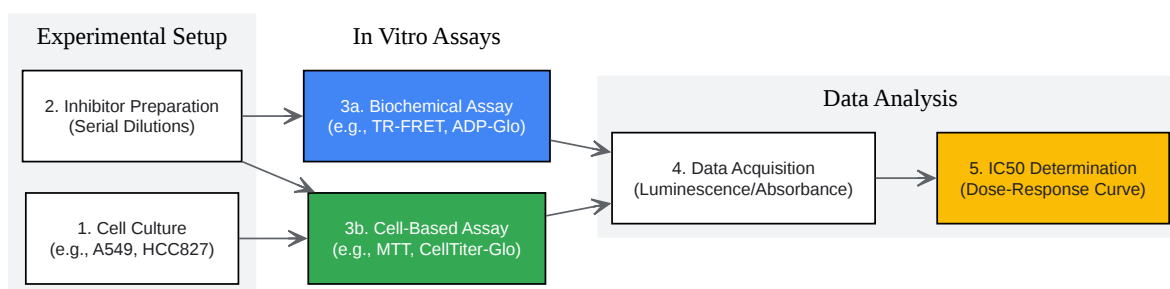 Experimental Setup
In Vitro Assays
2. Inhibitor Preparation
(Serial Dilutions)
3a. Biochemical Assay
(e.g., TR-FRET, ADP-Glo)
Data Analysis
4. Data Acquisition
(Luminescence/Absorbance)
5. IC50 Determination
(Dose-Response Curve)
1. Cell Culture
(e.g., A549, HCC827)
3b. Cell-Based Assay
(e.g., MTT, CellTiter-Glo)